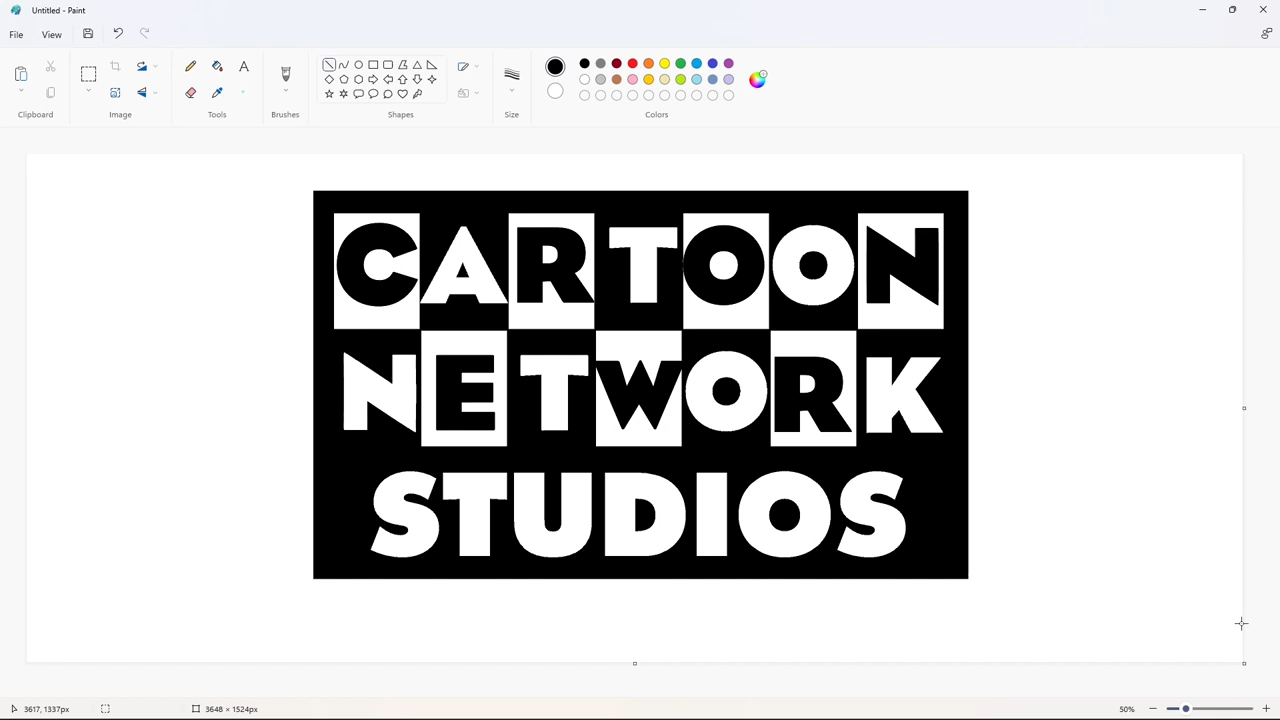 Untitled - Paint
File View
Clipboard Image Tools Brushes Shapes Size Colors
CARTOON
NETWORK
STUDIOS
3617, 1337px 3648 × 1524px 50%